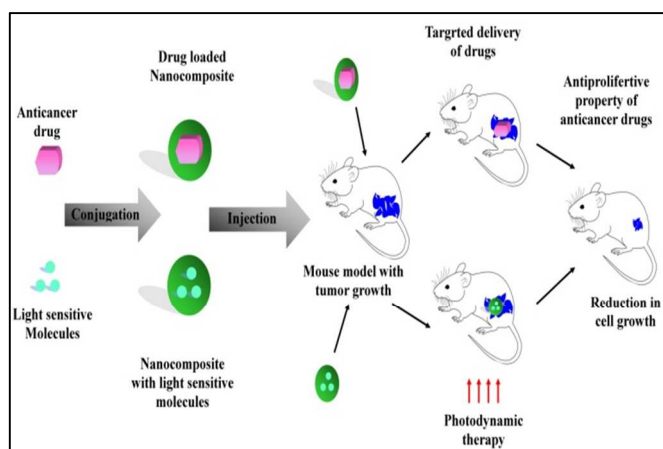 Anticancer
drug
Conjugation
Light sensitive
Molecules
Drug loaded
Nanocomposite
Nanocomposite
with light sensitive
molecules
Injection
Mouse model with
tumor growth
Targrted delivery
of drugs
Photodynamic
therapy
Antiprolifertive
property of
anticancer drugs
Reduction in
cell growth